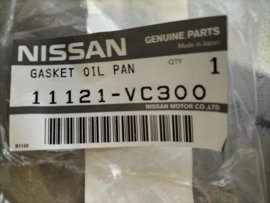 NISSAN GENUINE PARTS
Made in Japan
GASKET OIL PAN QTY 1
11121-VC300
NISSAN MOTOR CO.,LTD